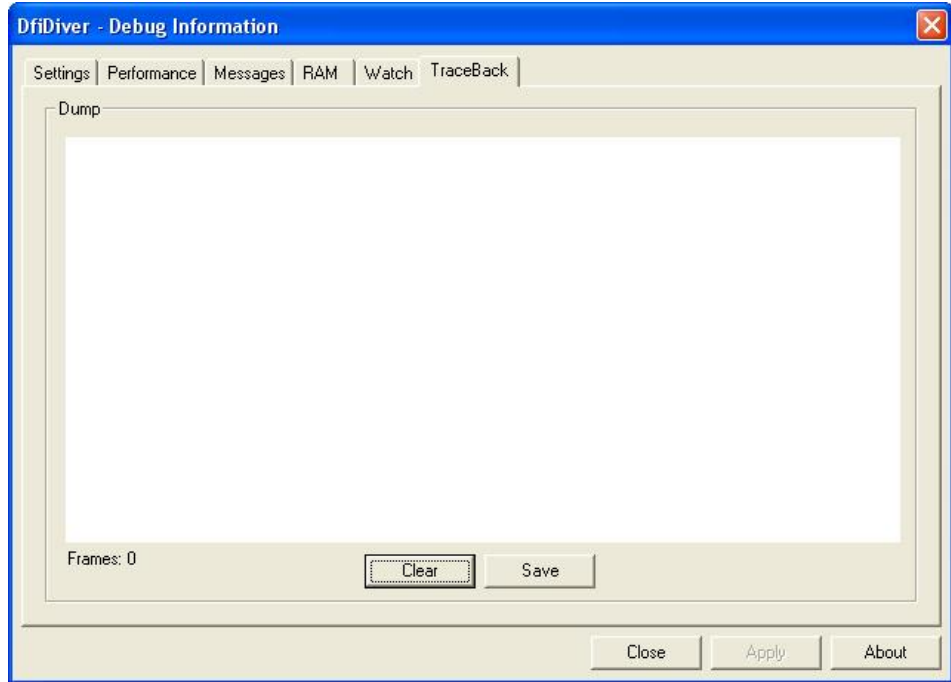 DfiDiver - Debug Information
Settings Performance Messages RAM Watch TraceBack
Dump
Frames: 0 Clear Save
Close Apply About